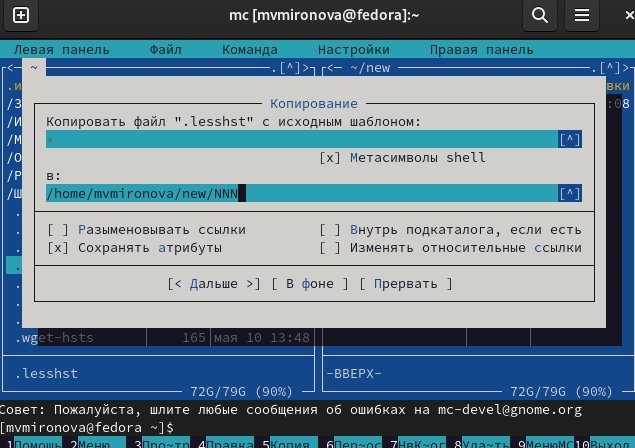 mc [mvmironova@fedora]:~
Левая панель Файл Команда Настройки Правая панель
<— ~ .[^]> <— ~/new .[^]>
Копирование
Копировать файл ".lesshst" с исходным шаблоном:
* [^]
[x] Метасимволы shell
в:
/home/mvmironova/new/NNN [^]
[ ] Разыменовывать ссылки [ ] Внутрь подкаталога, если есть
[x] Сохранять атрибуты [ ] Изменять относительные ссылки
[< Дальше >] [ В фоне ] [ Прервать ]
.wget-hsts 165 мая 10 13:48
.lesshst -ВВЕРХ-
72G/79G (90%) 72G/79G (90%)
Совет: Пожалуйста, шлите любые сообщения об ошибках на mc-devel@gnome.org
[mvmironova@fedora ~]$
1Помощь 2Меню 3Про~тр 4Правка 5Копия 6Пер~ос 7НвК~ог 8Уда~ть 9МенюMC 10Выход